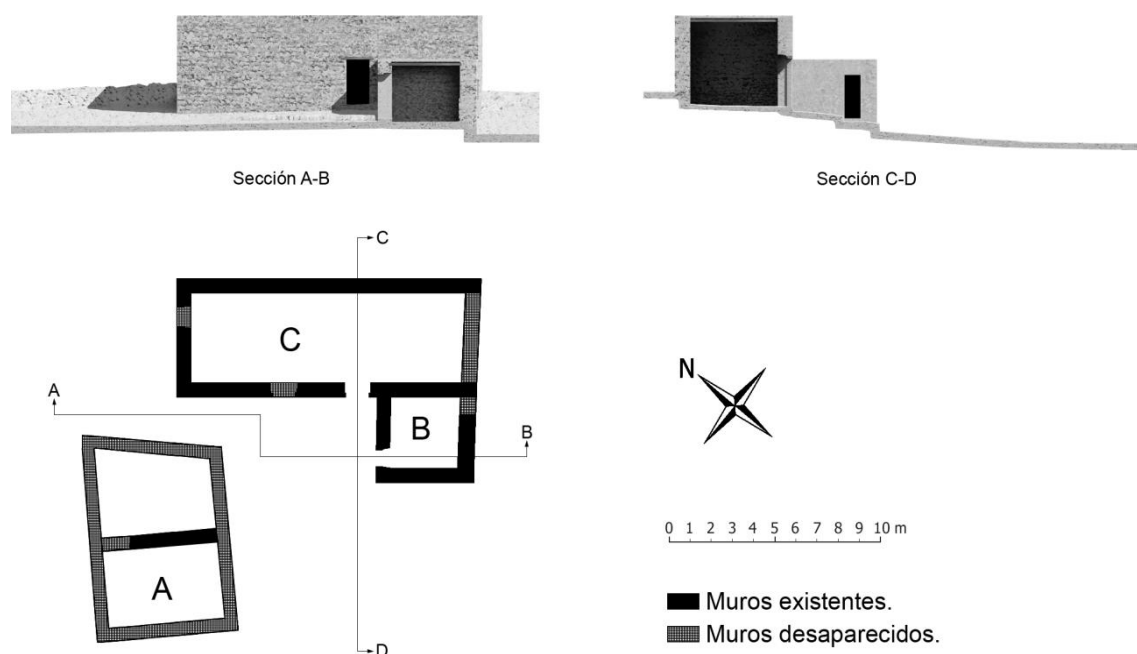 Sección A-B
Sección C-D
C
C
A
B
B
A
D
N
0 1 2 3 4 5 6 7 8 9 10 m
Muros existentes.
Muros desaparecidos.